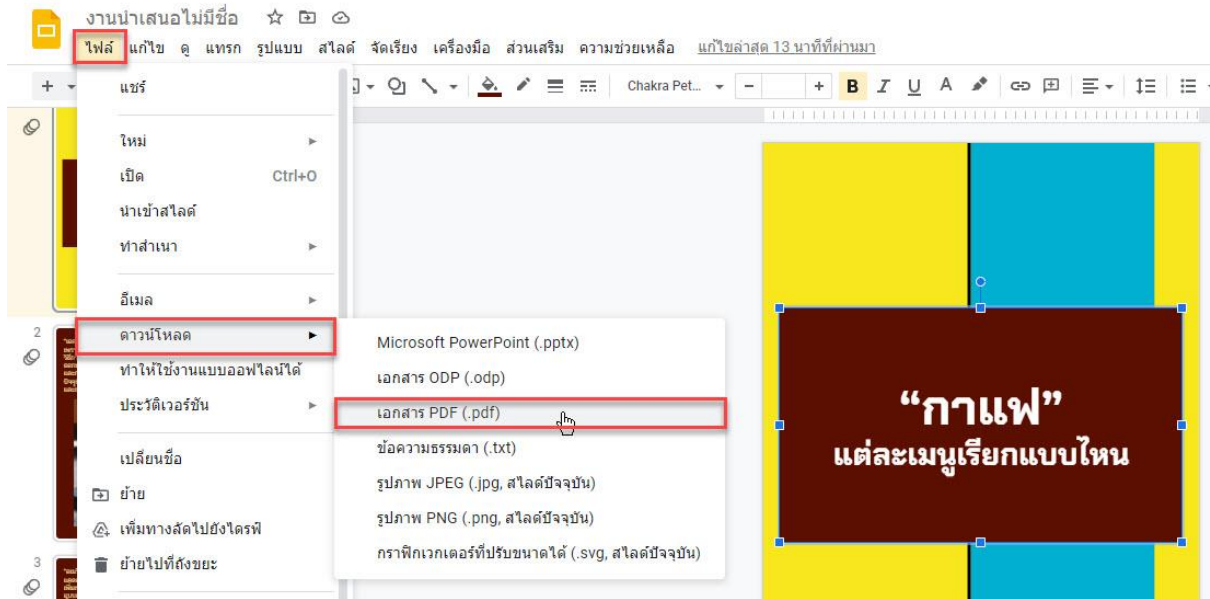 งานนำเสนอไม่มีชื่อ
ไฟล์ แก้ไข ดู แทรก รูปแบบ สไลด์ จัดเรียง เครื่องมือ ส่วนเสริม ความช่วยเหลือ แก้ไขล่าสุด 13 นาทีที่ผ่านมา
Chakra Pet... B I U A
แชร์
ใหม่
เปิด Ctrl+O
นำเข้าสไลด์
ทำสำเนา
อีเมล
ดาวน์โหลด
ทำให้ใช้งานแบบออฟไลน์ได้
ประวัติเวอร์ชัน
เปลี่ยนชื่อ
ย้าย
เพิ่มทางลัดไปยังไดรฟ์
ย้ายไปที่ถังขยะ
Microsoft PowerPoint (.pptx)
เอกสาร ODP (.odp)
เอกสาร PDF (.pdf)
ข้อความธรรมดา (.txt)
รูปภาพ JPEG (.jpg, สไลด์ปัจจุบัน)
รูปภาพ PNG (.png, สไลด์ปัจจุบัน)
กราฟิกเวกเตอร์ที่ปรับขนาดได้ (.svg, สไลด์ปัจจุบัน)
2
3
“กาแฟ”
แต่ละเมนูเรียกแบบไหน